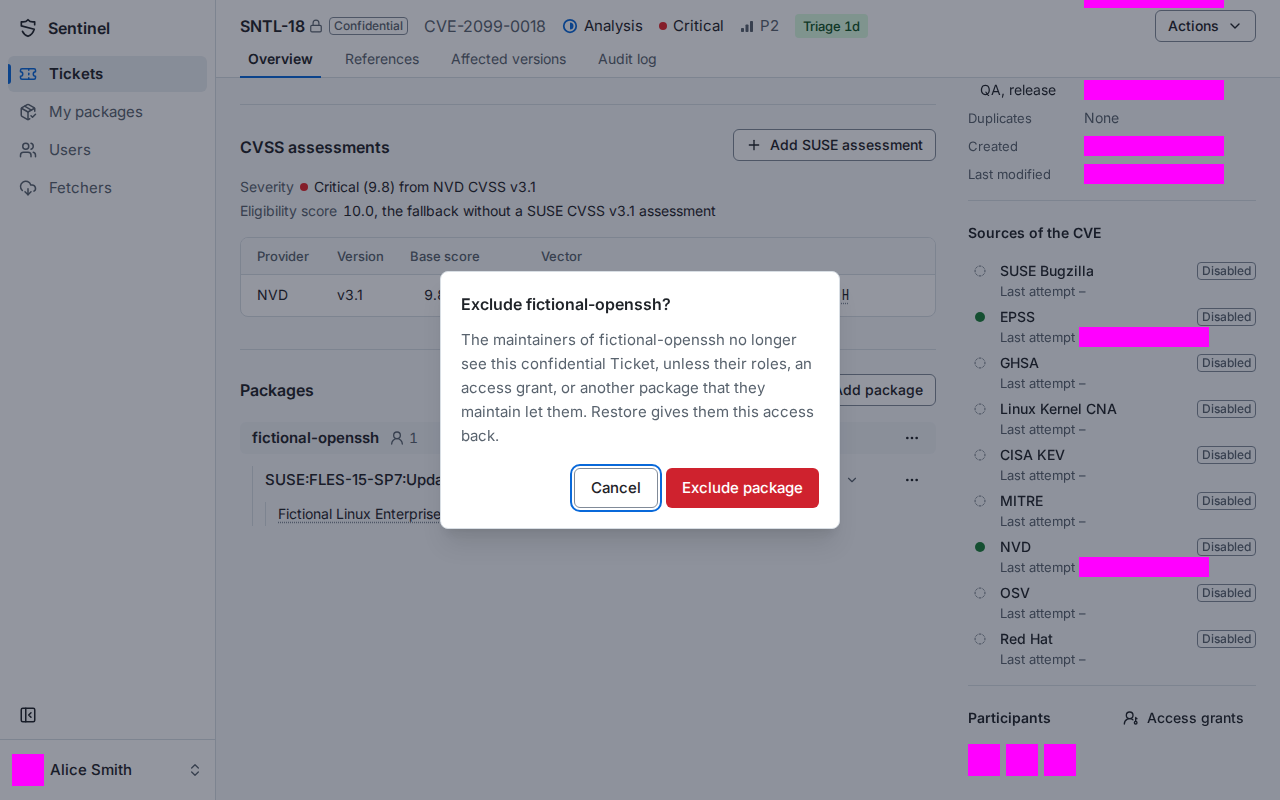 Sentinel
Tickets
My packages
Users
Fetchers
Alice Smith
SNTL-18 Confidential CVE-2099-0018 Analysis Critical P2 Triage 1d
Actions
Overview References Affected versions Audit log
CVSS assessments
Add SUSE assessment
Severity Critical (9.8) from NVD CVSS v3.1
Eligibility score 10.0, the fallback without a SUSE CVSS v3.1 assessment
Provider Version Base score Vector
NVD v3.1 9.8 H
Packages
Add package
fictional-openssh 1
SUSE:FLES-15-SP7:Upda
Fictional Linux Enterprise
Exclude fictional-openssh?
The maintainers of fictional-openssh no longer
see this confidential Ticket, unless their roles, an
access grant, or another package that they
maintain let them. Restore gives them this access
back.
Cancel
Exclude package
QA, release
Duplicates None
Created
Last modified
Sources of the CVE
SUSE Bugzilla Disabled
Last attempt –
EPSS Disabled
Last attempt
GHSA Disabled
Last attempt –
Linux Kernel CNA Disabled
Last attempt –
CISA KEV Disabled
Last attempt –
MITRE Disabled
Last attempt –
NVD Disabled
Last attempt
OSV Disabled
Last attempt –
Red Hat Disabled
Last attempt –
Participants
Access grants